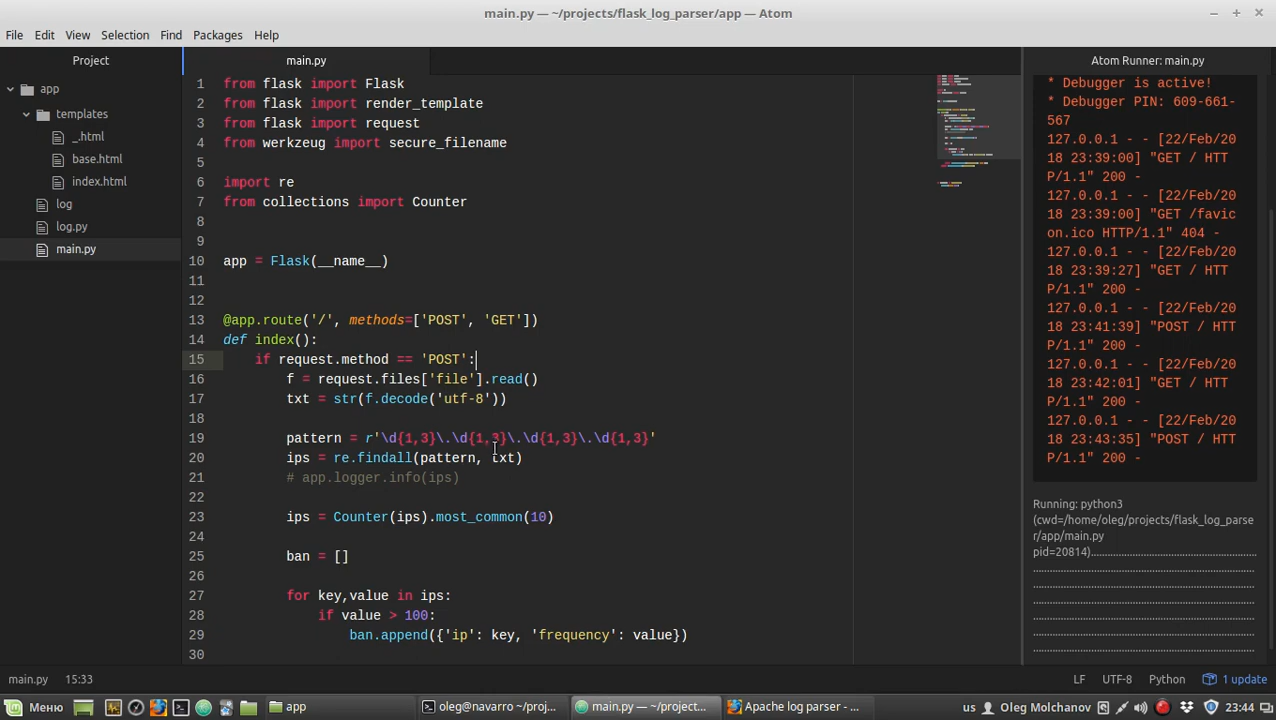 main.py — ~/projects/flask_log_parser/app — Atom
File Edit View Selection Find Packages Help
Project
app
templates
_.html
base.html
index.html
log
log.py
main.py
main.py
1 from flask import Flask
2 from flask import render_template
3 from flask import request
4 from werkzeug import secure_filename
5
6 import re
7 from collections import Counter
8
9
10 app = Flask(__name__)
11
12
13 @app.route('/', methods=['POST', 'GET'])
14 def index():
15 if request.method == 'POST':
16 f = request.files['file'].read()
17 txt = str(f.decode('utf-8'))
18
19 pattern = r'\d{1,3}\.\d{1,3}\.\d{1,3}\.\d{1,3}'
20 ips = re.findall(pattern, txt)
21 # app.logger.info(ips)
22
23 ips = Counter(ips).most_common(10)
24
25 ban = []
26
27 for key,value in ips:
28 if value > 100:
29 ban.append({'ip': key, 'frequency': value})
30
Atom Runner: main.py
* Debugger is active!
* Debugger PIN: 609-661-
567
127.0.0.1 - - [22/Feb/20
18 23:39:00] "GET / HTT
P/1.1" 200 -
127.0.0.1 - - [22/Feb/20
18 23:39:00] "GET /favic
on.ico HTTP/1.1" 404 -
127.0.0.1 - - [22/Feb/20
18 23:39:27] "GET / HTT
P/1.1" 200 -
127.0.0.1 - - [22/Feb/20
18 23:41:39] "POST / HTT
P/1.1" 200 -
127.0.0.1 - - [22/Feb/20
18 23:42:01] "GET / HTT
P/1.1" 200 -
127.0.0.1 - - [22/Feb/20
18 23:43:35] "POST / HTT
P/1.1" 200 -
Running: python3
(cwd=/home/oleg/projects/flask_log_parse
r/app/main.py
pid=20814)
main.py 15:33 LF UTF-8 Python 1 update
Меню app oleg@navarro ~/proj... main.py — ~/project... Apache log parser - ... us Oleg Molchanov 23:44